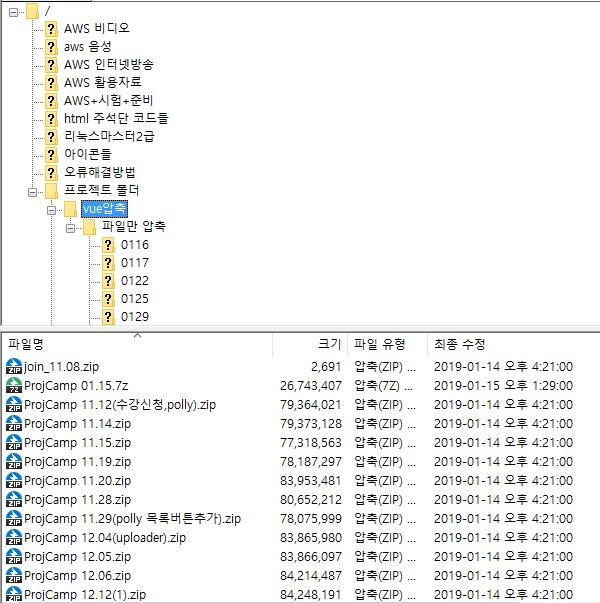 /
AWS 비디오
aws 음성
AWS 인터넷방송
AWS 활용자료
AWS+시험+준비
html 주석단 코드들
리눅스마스터2급
아이콘들
오류해결방법
프로젝트 폴더
vue압축
파일만 압축
0116
0117
0122
0125
0129
파일명 크기 파일 유형 최종 수정
join_11.08.zip 2,691 압축(ZIP) ... 2019-01-14 오후 4:21:00
ProjCamp 01.15.7z 26,743,407 압축(7Z) ... 2019-01-15 오후 1:29:00
ProjCamp 11.12(수강신청,polly).zip 79,364,021 압축(ZIP) ... 2019-01-14 오후 4:21:00
ProjCamp 11.14.zip 79,373,128 압축(ZIP) ... 2019-01-14 오후 4:21:00
ProjCamp 11.15.zip 77,318,563 압축(ZIP) ... 2019-01-14 오후 4:21:00
ProjCamp 11.19.zip 78,187,297 압축(ZIP) ... 2019-01-14 오후 4:21:00
ProjCamp 11.20.zip 83,953,481 압축(ZIP) ... 2019-01-14 오후 4:21:00
ProjCamp 11.28.zip 80,652,212 압축(ZIP) ... 2019-01-14 오후 4:21:00
ProjCamp 11.29(polly 목록버튼추가).zip 78,075,999 압축(ZIP) ... 2019-01-14 오후 4:21:00
ProjCamp 12.04(uploader).zip 83,865,980 압축(ZIP) ... 2019-01-14 오후 4:21:00
ProjCamp 12.05.zip 83,866,097 압축(ZIP) ... 2019-01-14 오후 4:21:00
ProjCamp 12.06.zip 84,214,487 압축(ZIP) ... 2019-01-14 오후 4:21:00
ProjCamp 12.12(1).zip 84,248,191 압축(ZIP) ... 2019-01-14 오후 4:21:00